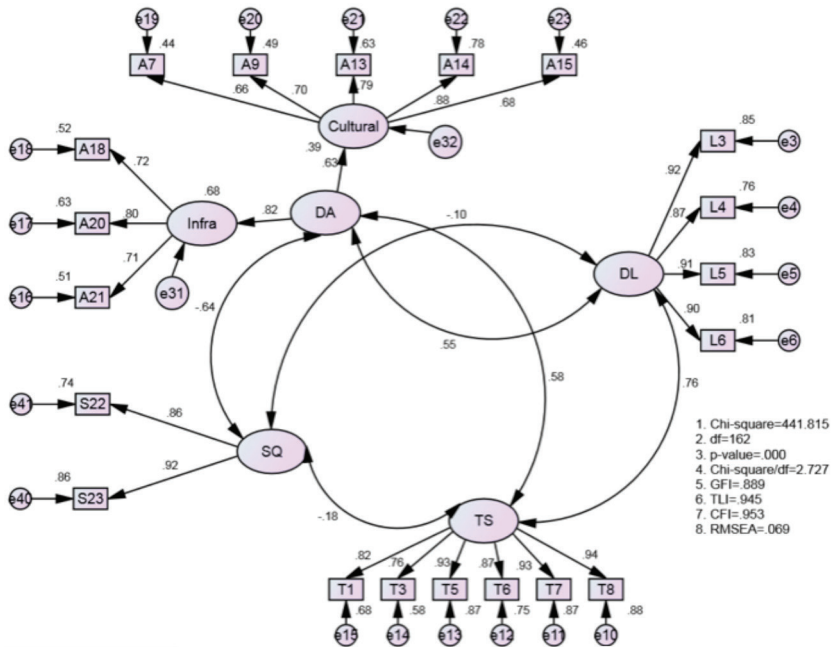 e19 e20 e21 e22 e23
.44 .49 .63 .78 .46
A7 A9 A13 A14 A15
.66 .70 .79 .88 .68
Cultural
e32
.39
.63
.52
e18 A18
.72
.63
e17 A20
.80
.51
e16 A21
.71
.68
Infra
e31
.82
DA
-.10
.85
L3 e3
.92
.76
L4 e4
.87
.83
L5 e5
.91
.81
L6 e6
.90
DL
-.64
.55
.58
.76
.74
e41 S22
.86
.86
e40 S23
.92
SQ
-.18
TS
1. Chi-square=441.815
2. df=162
3. p-value=.000
4. Chi-square/df=2.727
5. GFI=.889
6. TLI=.945
7. CFI=.953
8. RMSEA=.069
.82 .76 .93 .87 .93 .94
T1 T3 T5 T6 T7 T8
.68 .58 .87 .75 .87 .88
e15 e14 e13 e12 e11 e10